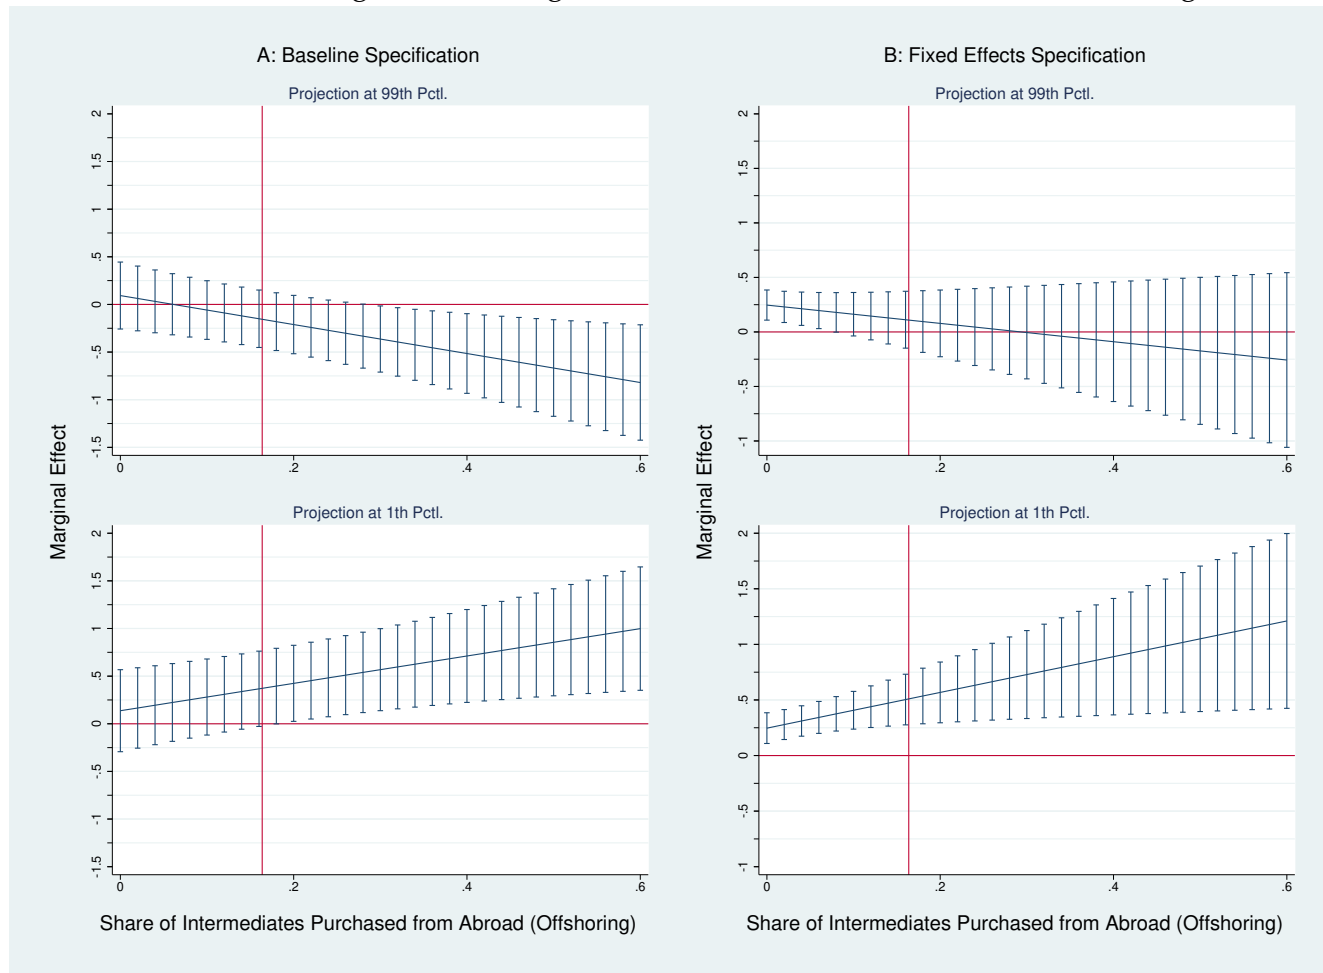 A: Baseline Specification
B: Fixed Effects Specification
Projection at 99th Pctl.
2
1.5
1
.5
0
-.5
-1
-1.5
0 .2 .4 .6
Projection at 99th Pctl.
2
1.5
1
.5
0
-.5
-1
0 .2 .4 .6
Marginal Effect
Marginal Effect
Projection at 1th Pctl.
2
1.5
1
.5
0
-.5
-1
-1.5
0 .2 .4 .6
Projection at 1th Pctl.
2
1.5
1
.5
0
-.5
-1
0 .2 .4 .6
Share of Intermediates Purchased from Abroad (Offshoring)
Share of Intermediates Purchased from Abroad (Offshoring)